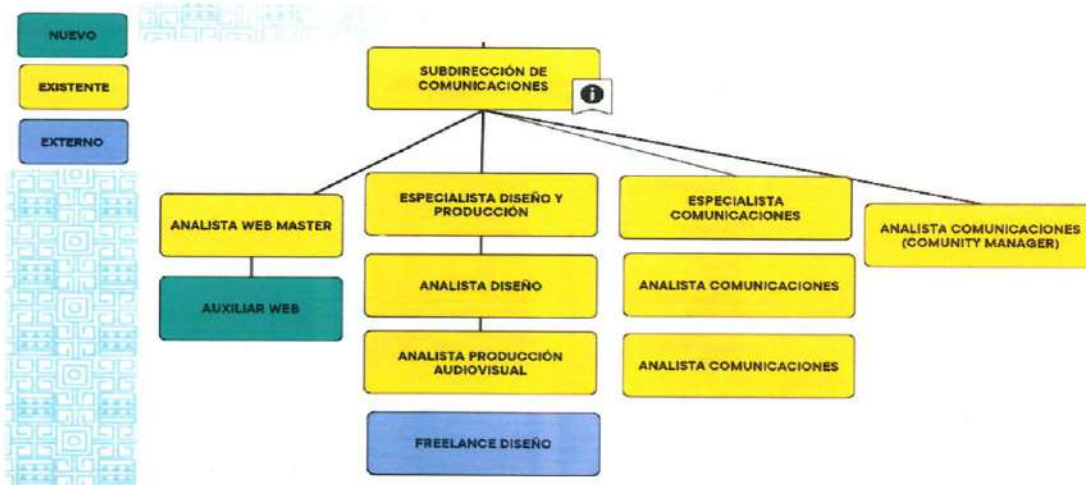 NUEVO
EXISTENTE
EXTERNO
SUBDIRECCIÓN DE
COMUNICACIONES
i
ANALISTA WEB MASTER
AUXILIAR WEB
ESPECIALISTA DISEÑO Y
PRODUCCIÓN
ANALISTA DISEÑO
ANALISTA PRODUCCIÓN
AUDIOVISUAL
FREELANCE DISEÑO
ESPECIALISTA
COMUNICACIONES
ANALISTA COMUNICACIONES
ANALISTA COMUNICACIONES
ANALISTA COMUNICACIONES
(COMUNITY MANAGER)